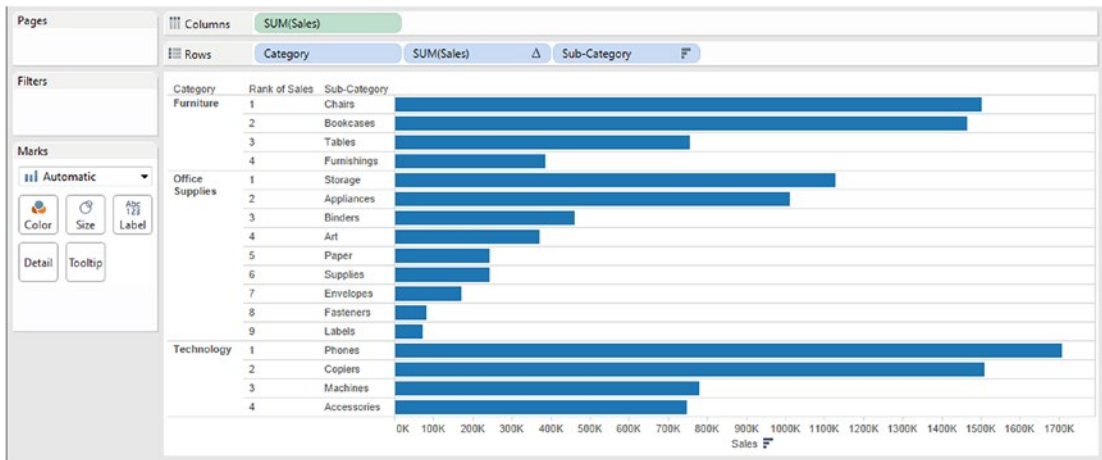 Pages
Columns SUM(Sales)
Rows Category SUM(Sales) Δ Sub-Category
Filters
Marks
Automatic
Color Size Abc 123 Label
Detail Tooltip
Category Rank of Sales Sub-Category
Furniture 1 Chairs
2 Bookcases
3 Tables
4 Furnishings
Office Supplies 1 Storage
2 Appliances
3 Binders
4 Art
5 Paper
6 Supplies
7 Envelopes
8 Fasteners
9 Labels
Technology 1 Phones
2 Copiers
3 Machines
4 Accessories
0K 100K 200K 300K 400K 500K 600K 700K 800K 900K 1000K 1100K 1200K 1300K 1400K 1500K 1600K 1700K
Sales